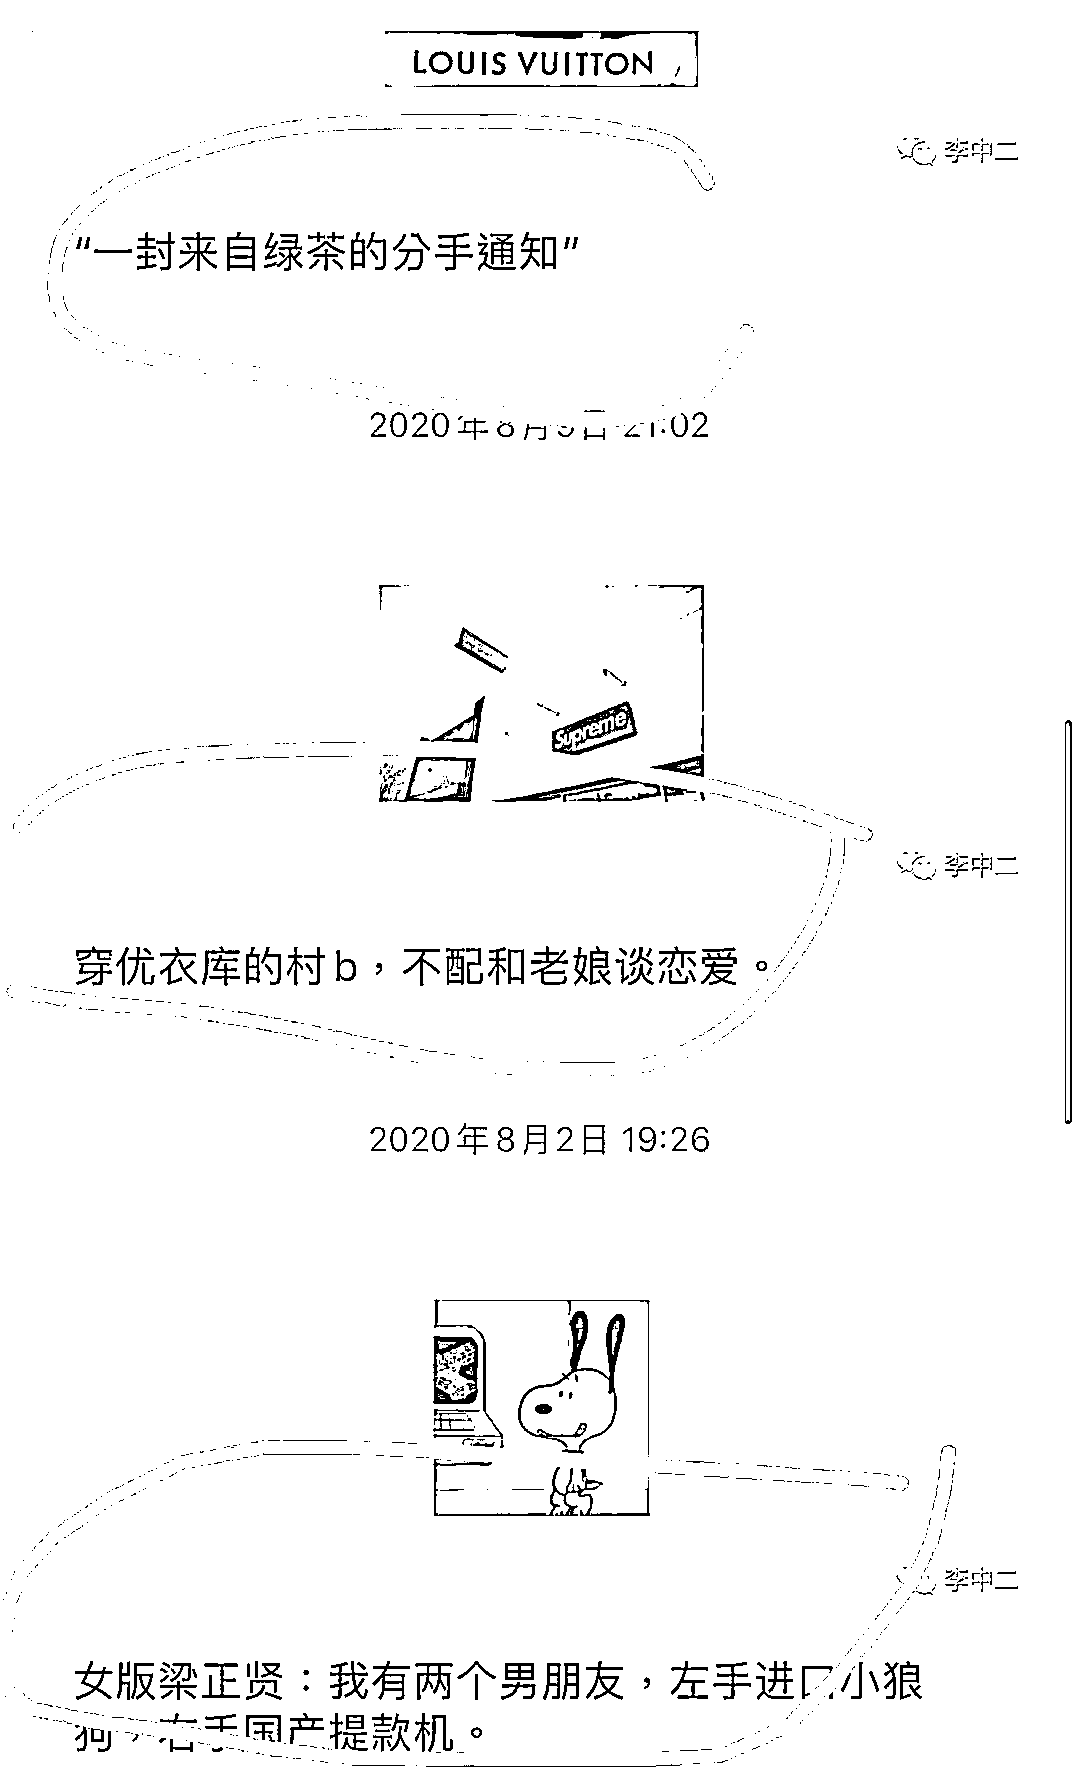 LOUIS VUITTON
李中二
“一封来自绿茶的分手通知”
2020年8月9日 21:02
Supreme
李中二
穿优衣库的村b，不配和老娘谈恋爱。
2020年8月2日 19:26
李中二
女版梁正贤：我有两个男朋友，左手进口小狼
狗，右手国产提款机。